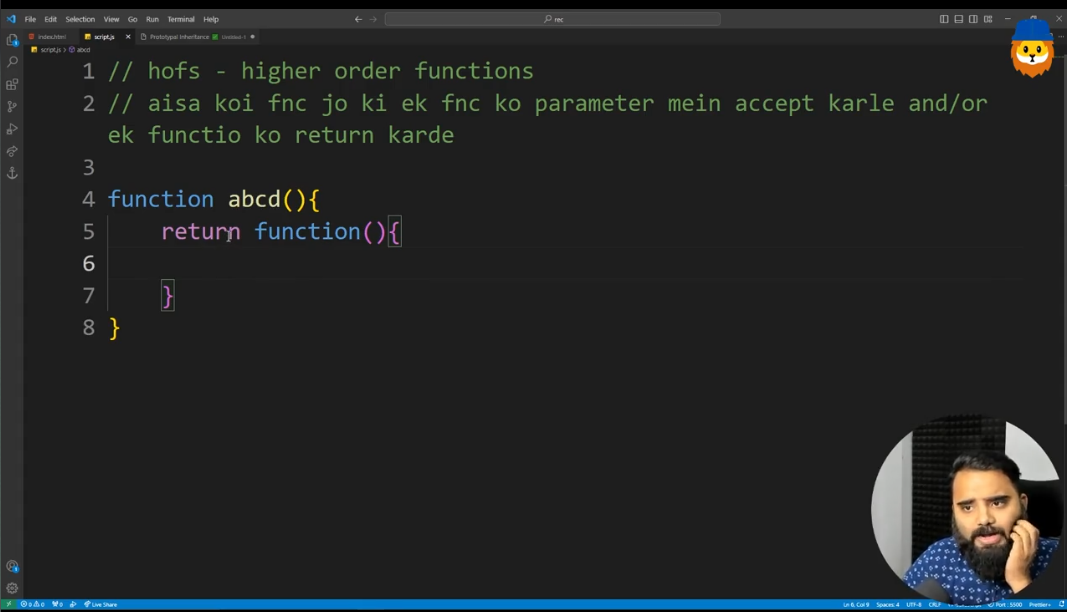 File Edit Selection View Go Run Terminal Help
rec
index.html script.js Prototypal Inheritance Untitled-1
script.js > abcd
1 // hofs - higher order functions
2 // aisa koi fnc jo ki ek fnc ko parameter mein accept karle and/or
ek functio ko return karde
3
4 function abcd(){
5 return function(){
6
7 }
8 }
0 0 0 Live Share Ln 6, Col 9 Spaces: 4 UTF-8 CRLF JavaScript Port : 5500 Prettier